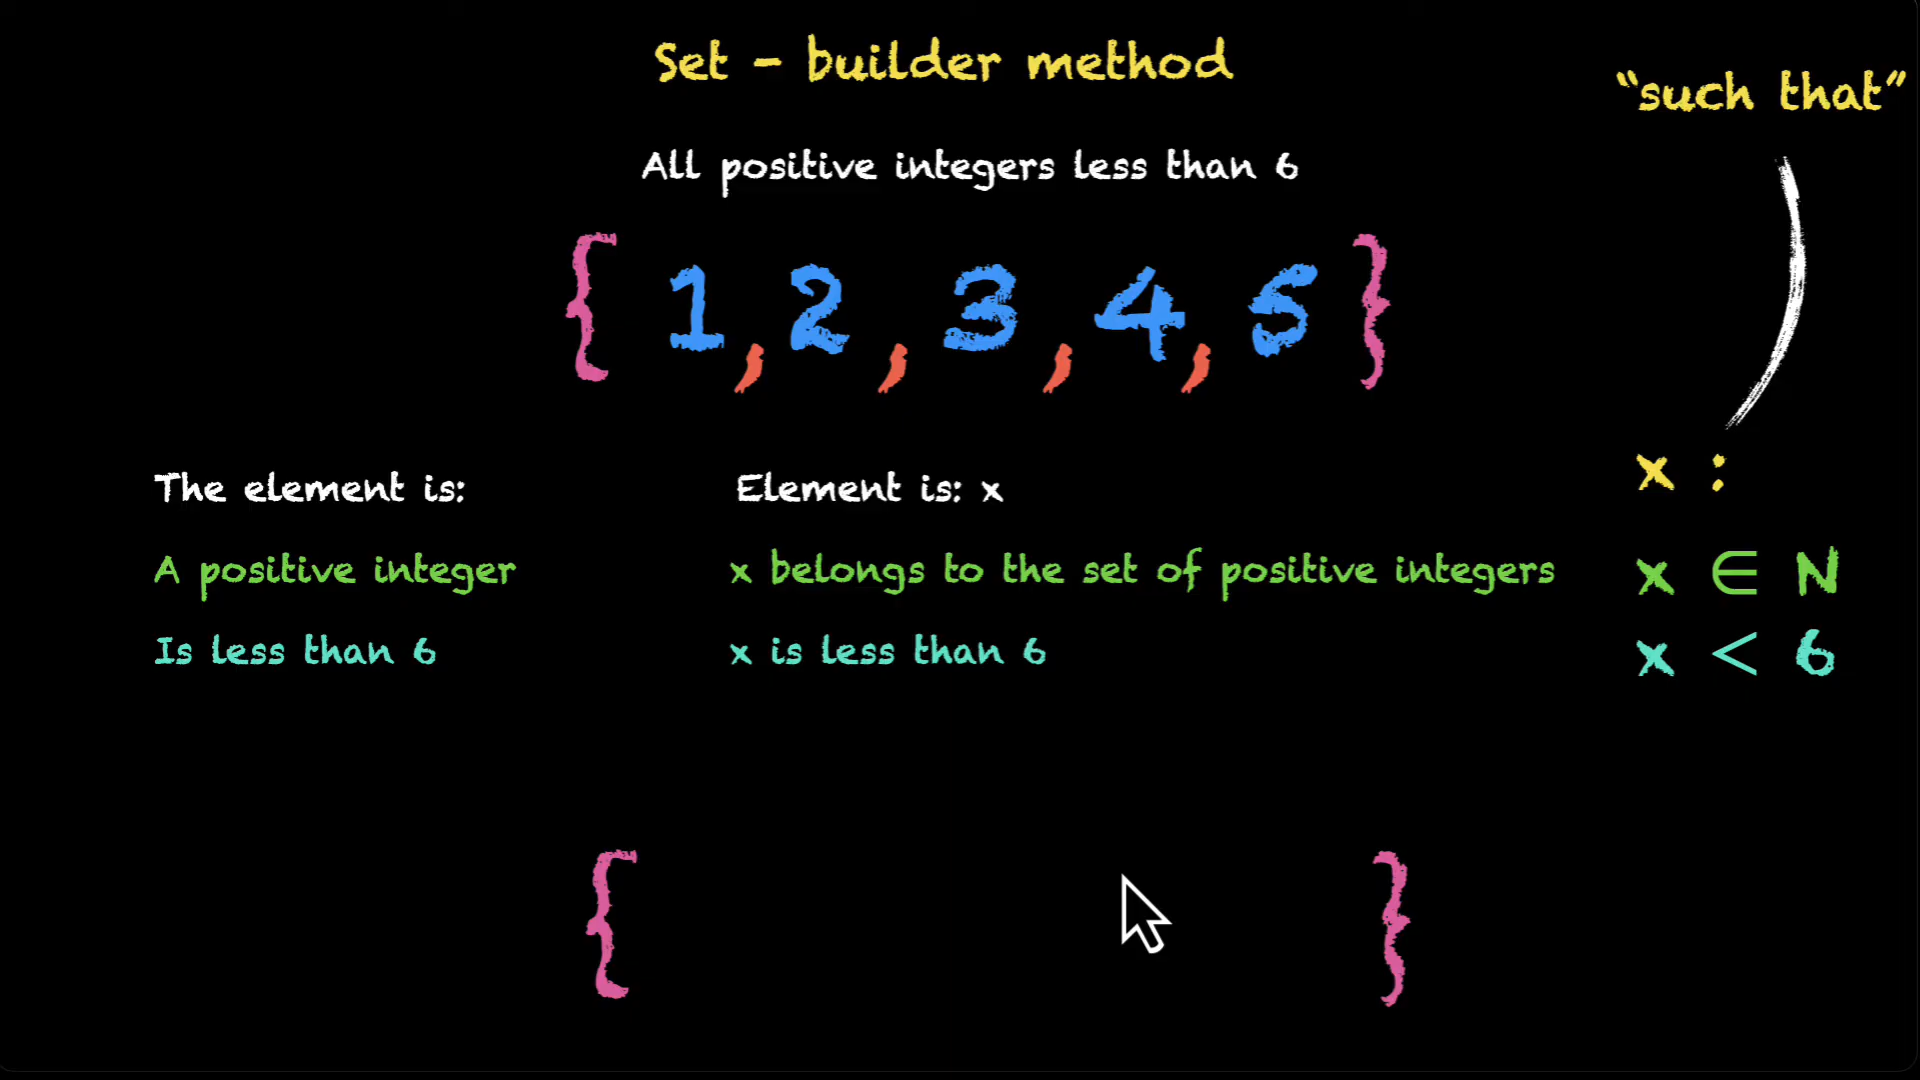 Set - builder method
"such that"
All positive integers less than 6
{ 1, 2, 3, 4, 5 }
The element is:
Element is: x
x :
A positive integer
x belongs to the set of positive integers
x ∈ N
Is less than 6
x is less than 6
x < 6
{ }